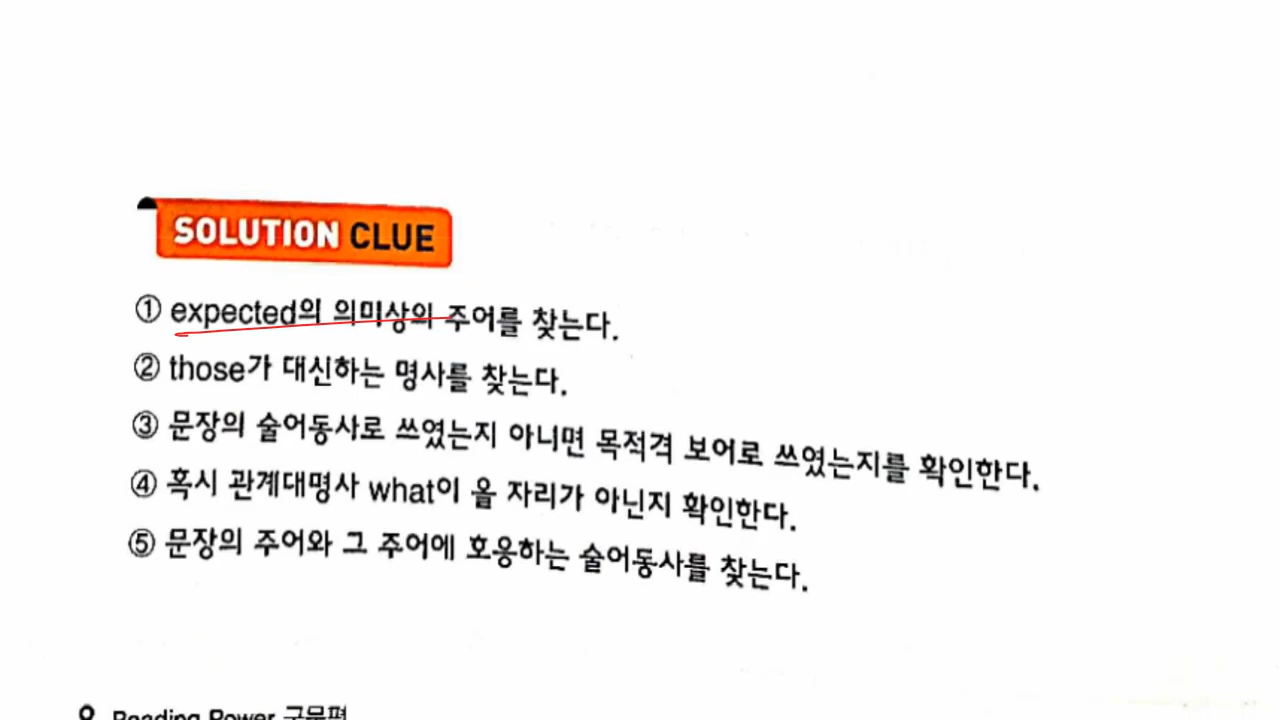 SOLUTION CLUE
① expected의 의미상의 주어를 찾는다.
② those가 대신하는 명사를 찾는다.
③ 문장의 술어동사로 쓰였는지 아니면 목적격 보어로 쓰였는지를 확인한다.
④ 혹시 관계대명사 what이 올 자리가 아닌지 확인한다.
⑤ 문장의 주어와 그 주어에 호응하는 술어동사를 찾는다.
Reading Power 구문편